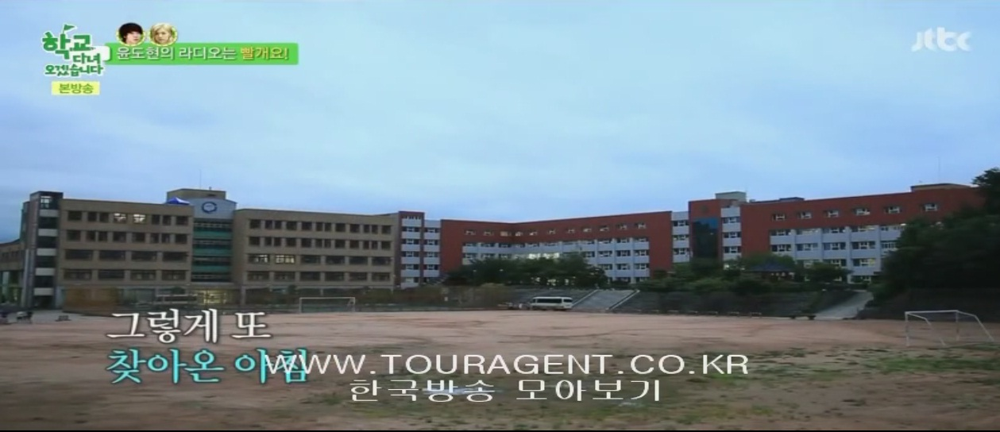 학교
다녀
오겠습니다
본방송
윤도현의 라디오는 빨개요!
jtbc
그렇게 또
찾아온 아침
WWW.TOURAGENT.CO.KR
한국방송 모아보기